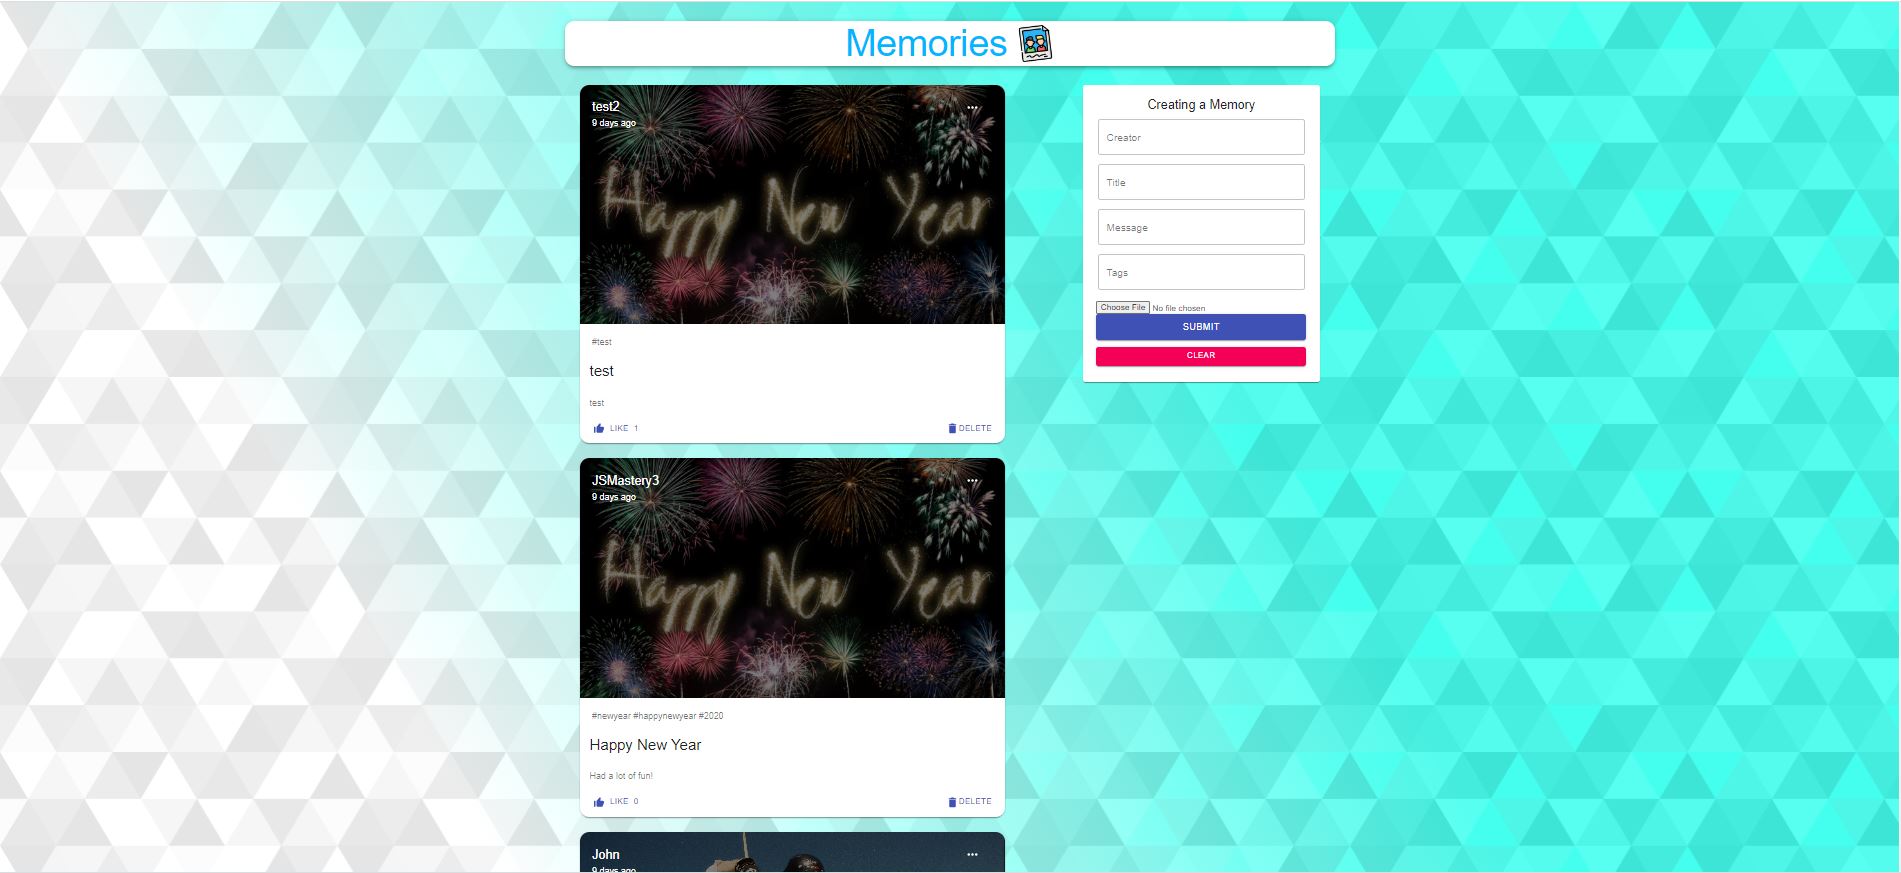 Memories
test2
9 days ago
Happy New Year
#test
test
test
LIKE 1
DELETE
JSMastery3
9 days ago
Happy New Year
#newyear #happynewyear #2020
Happy New Year
Had a lot of fun!
LIKE 0
DELETE
John
9 days ago
Creating a Memory
Creator
Title
Message
Tags
Choose File No file chosen
SUBMIT
CLEAR